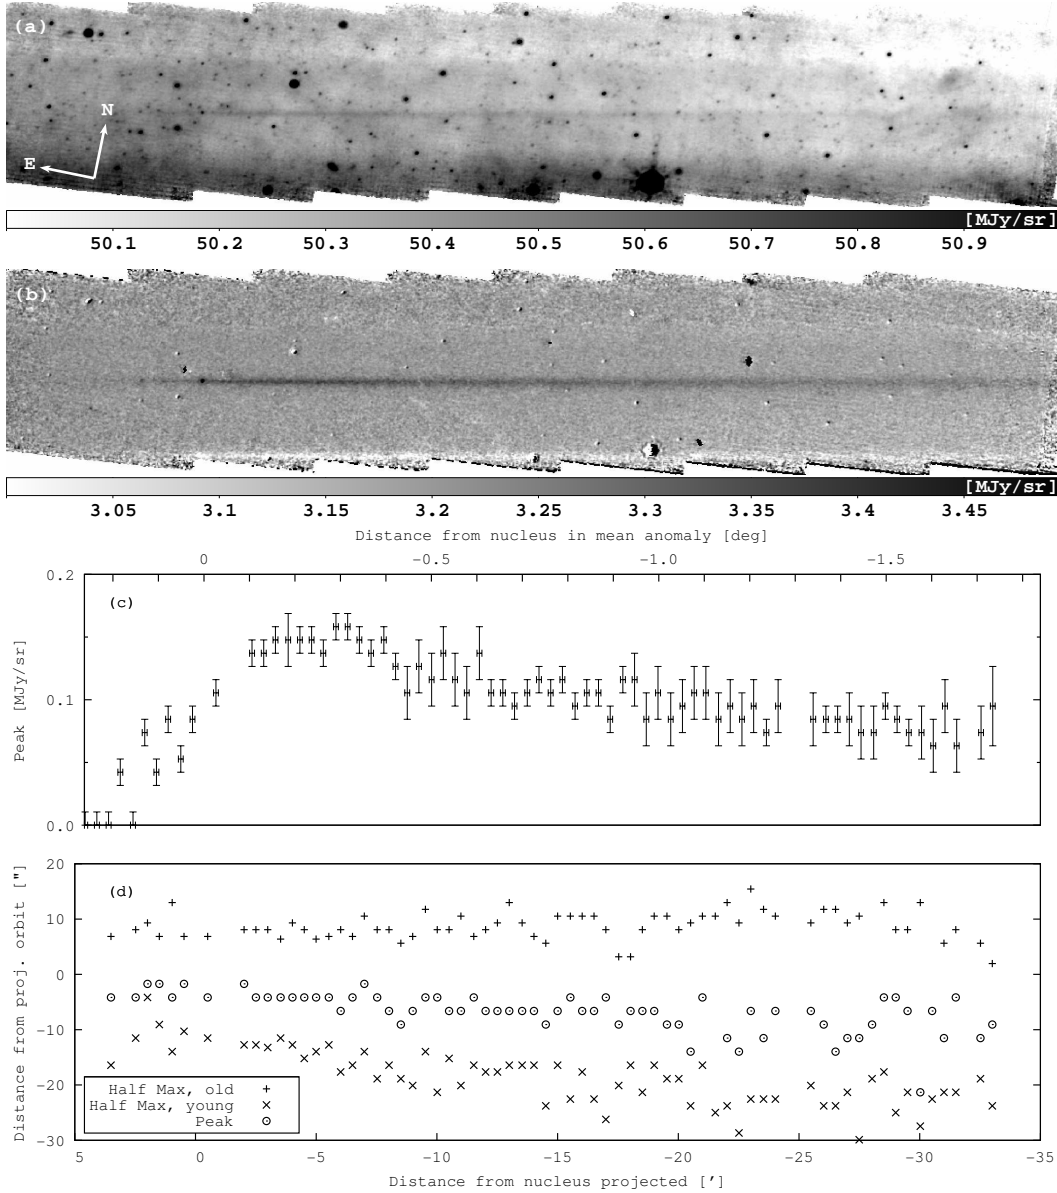 (a)
N
E
[MJy/sr]
50.1 50.2 50.3 50.4 50.5 50.6 50.7 50.8 50.9
(b)
[MJy/sr]
3.05 3.1 3.15 3.2 3.25 3.3 3.35 3.4 3.45
Distance from nucleus in mean anomaly [deg]
0 -0.5 -1.0 -1.5
0.2
(c)
0.1
0.0
Peak [MJy/sr]
20
(d)
10
0
-10
-20
-30
Distance from proj. orbit ["]
Half Max, old +
Half Max, young ×
Peak ⊙
5 0 -5 -10 -15 -20 -25 -30 -35
Distance from nucleus projected [′]